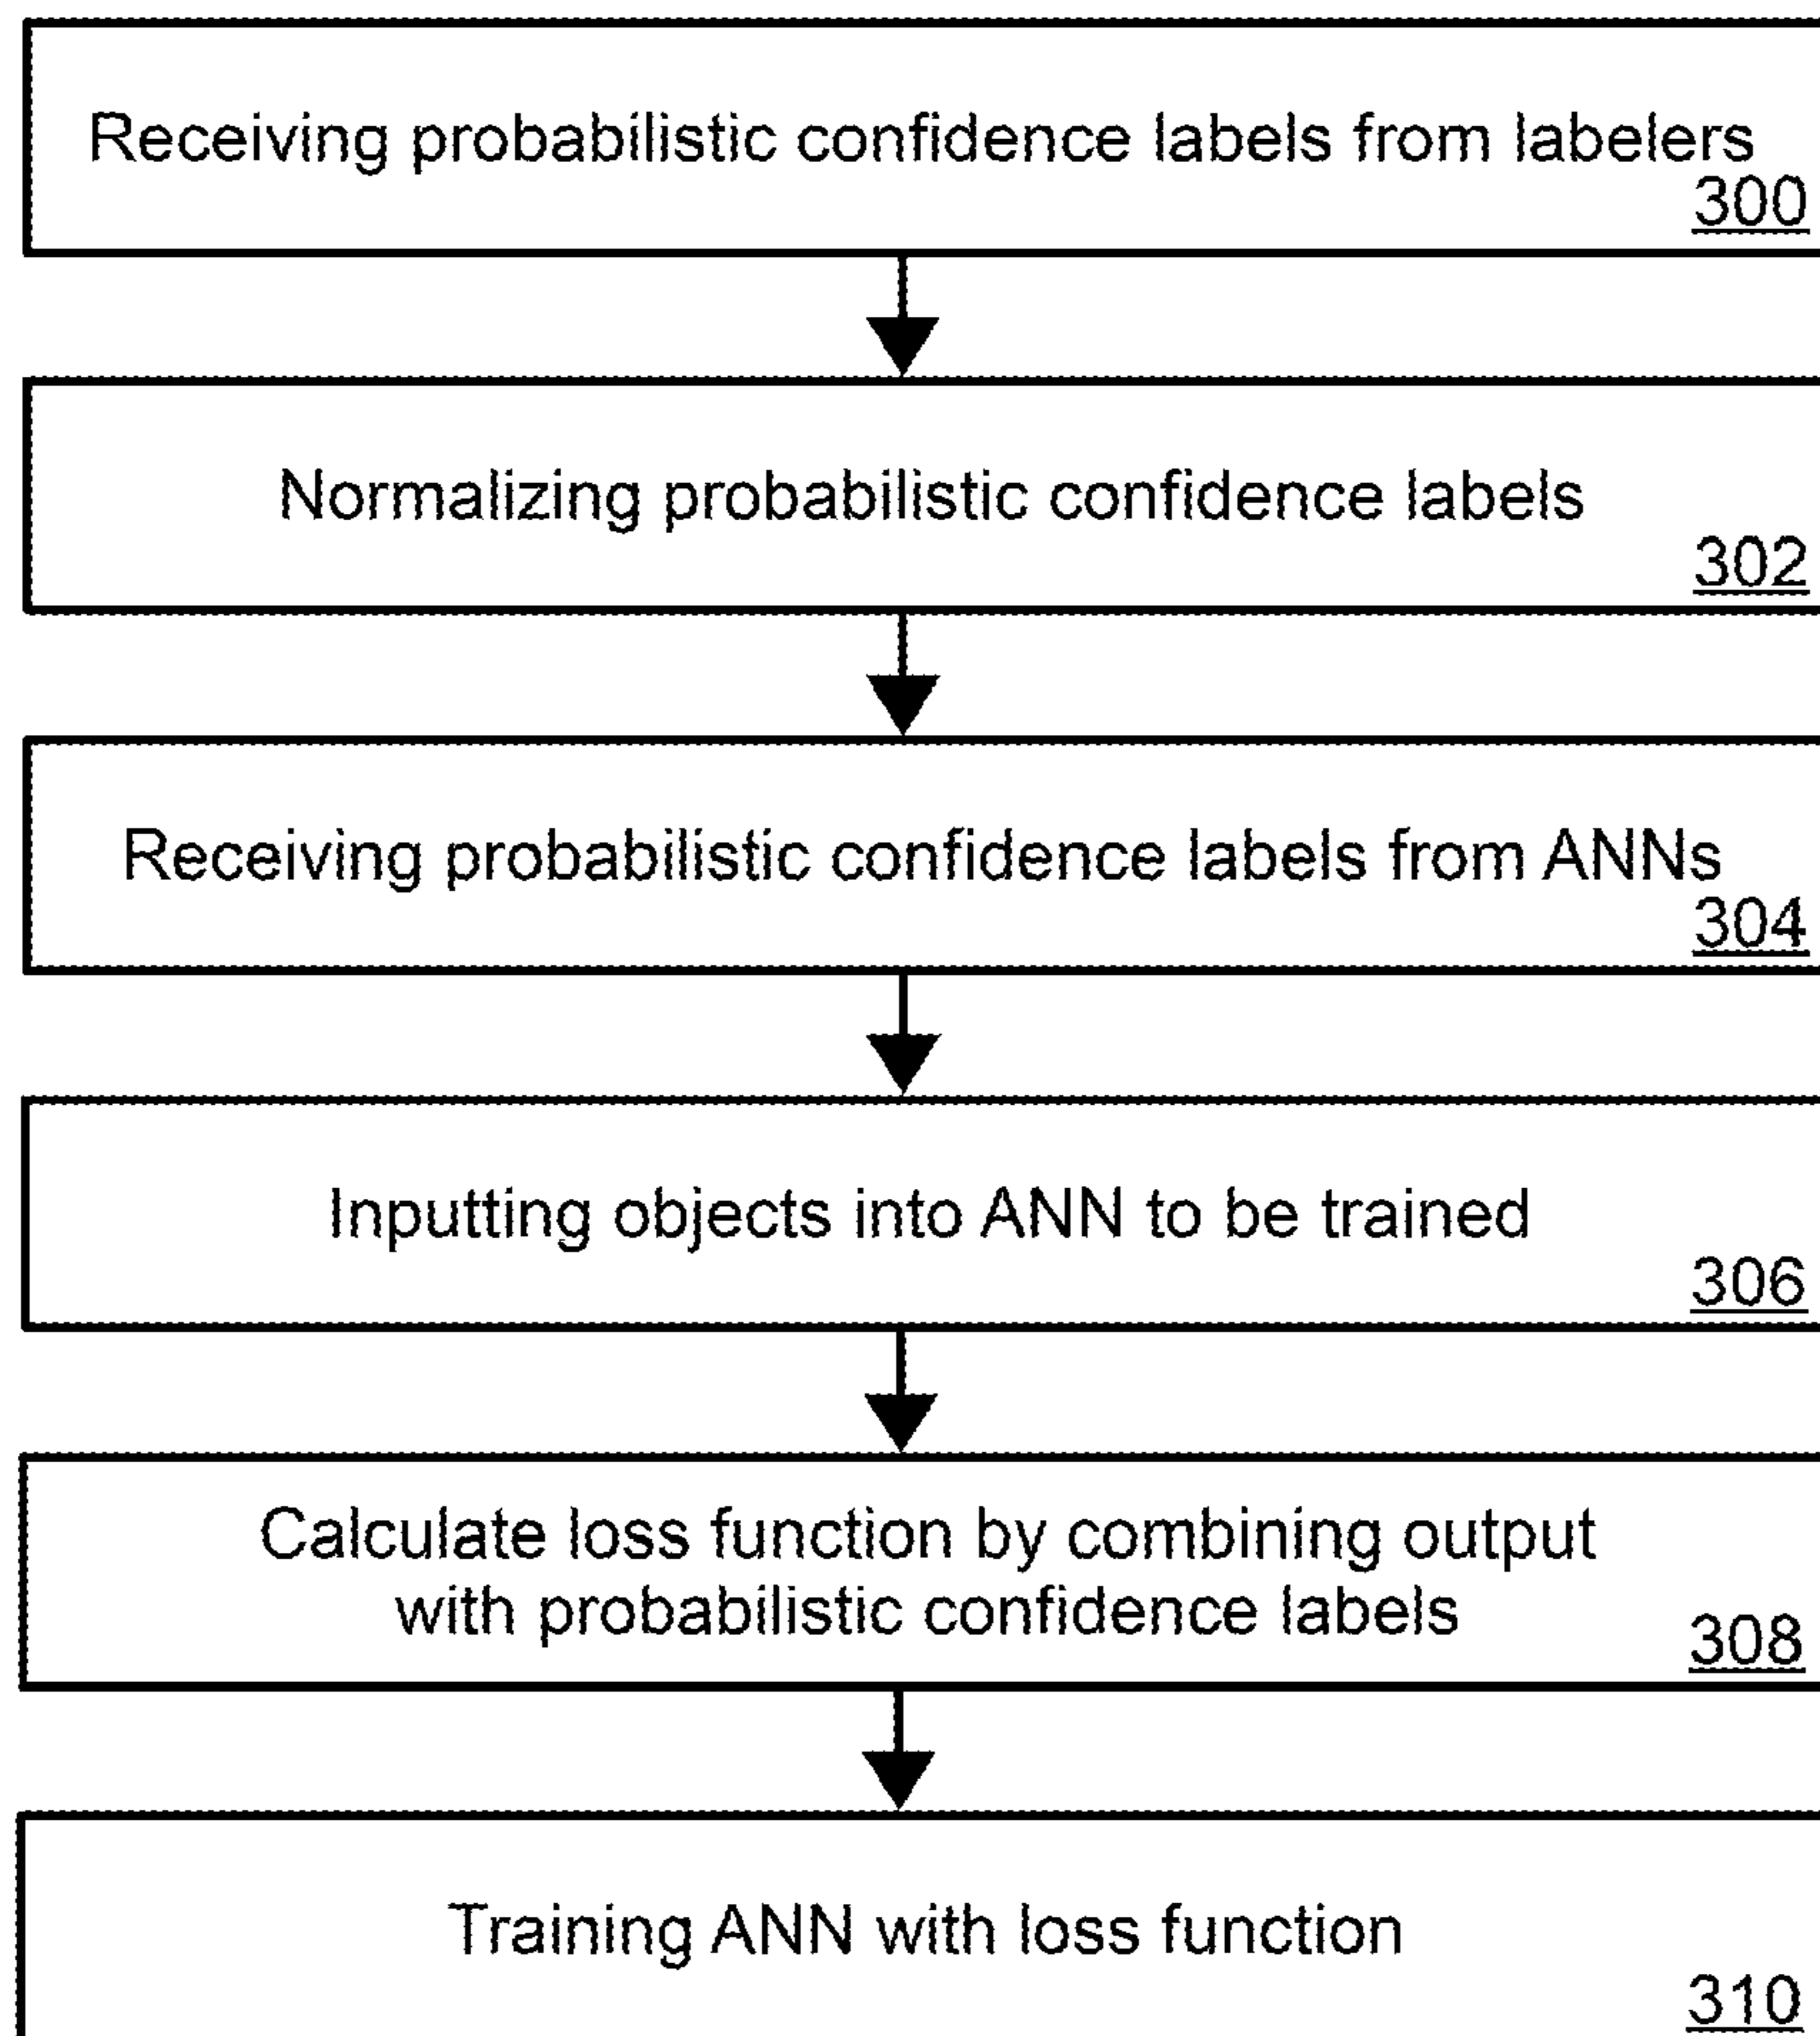 Receiving probabilistic confidence labels from labelers
300
Normalizing probabilistic confidence labels
302
Receiving probabilistic confidence labels from ANNs
304
Inputting objects into ANN to be trained
306
Calculate loss function by combining output
with probabilistic confidence labels
308
Training ANN with loss function
310